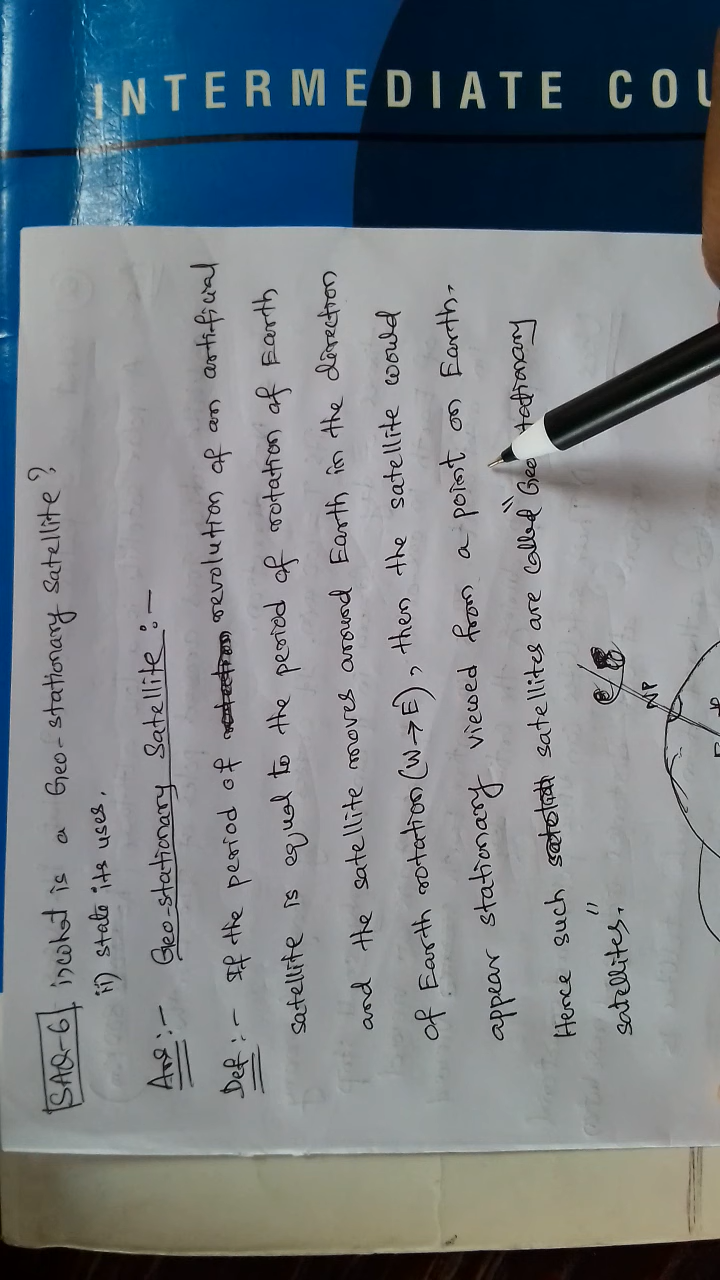 INTERMEDIATE COU
SAQ-6 i) what is a Geo-stationary satellite?
ii) state its uses.
Ans:- Geo-stationary Satellite:-
Def:- If the period of revolution of an artificial
satellite is equal to the period of rotation of Earth
and the satellite moves around Earth in the direction
of Earth rotation (W→E), then the satellite would
appear stationary viewed from a point on Earth.
Hence such satellites are called "Geo stationary
satellites."
NP